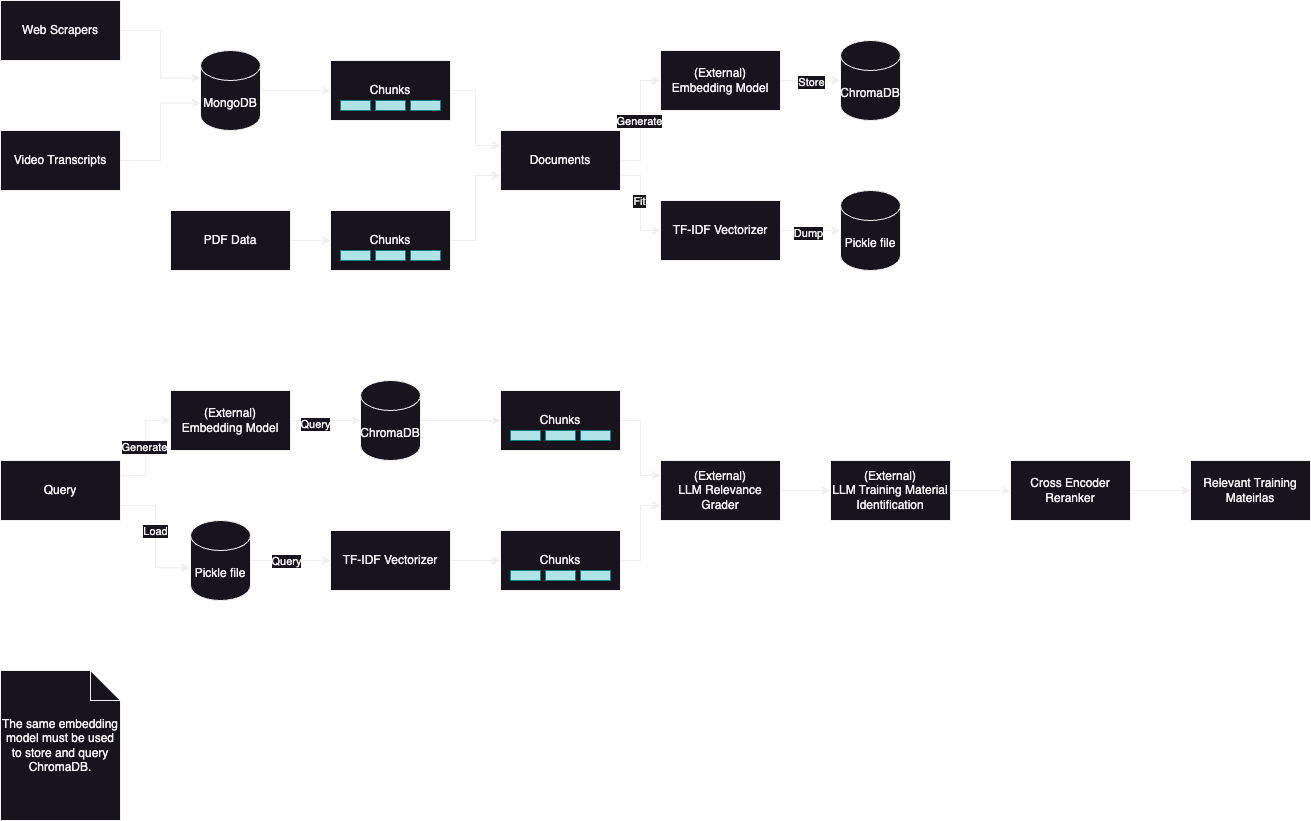 Web Scrapers
MongoDB
Chunks
(External)
Embedding Model
Store
ChromaDB
Generate
Video Transcripts
Documents
Fit
PDF Data
Chunks
TF-IDF Vectorizer
Dump
Pickle file
(External)
Embedding Model
Query
ChromaDB
Chunks
Generate
Query
(External)
LLM Relevance
Grader
(External)
LLM Training Material
Identification
Cross Encoder
Reranker
Relevant Training
Mateirlas
Load
Pickle file
Query
TF-IDF Vectorizer
Chunks
The same embedding
model must be used
to store and query
ChromaDB.